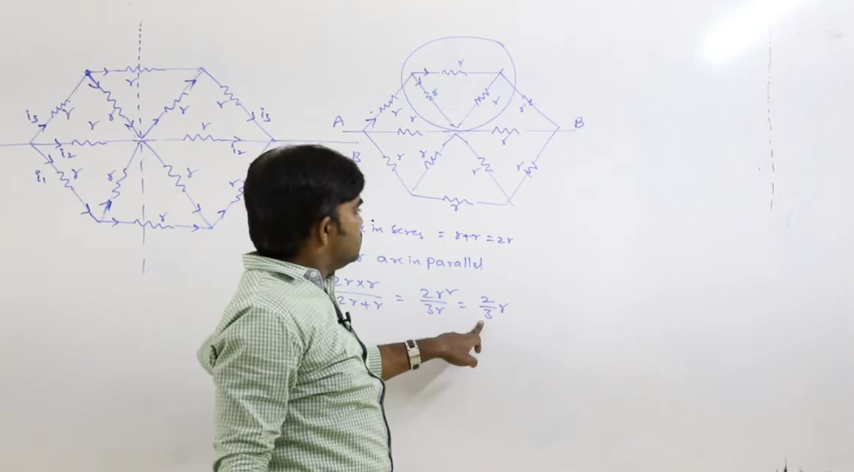 r
r
A
B
i3
r
r
r
i3
r
r
r
r
r
r
r
i2
r
i2
r
r
i1
r
r
r
r
r
r
r
B
r
in series = r+r = 2r
are in parallel
2r×r / 2r+r = 2r² / 3r = 2/3 r